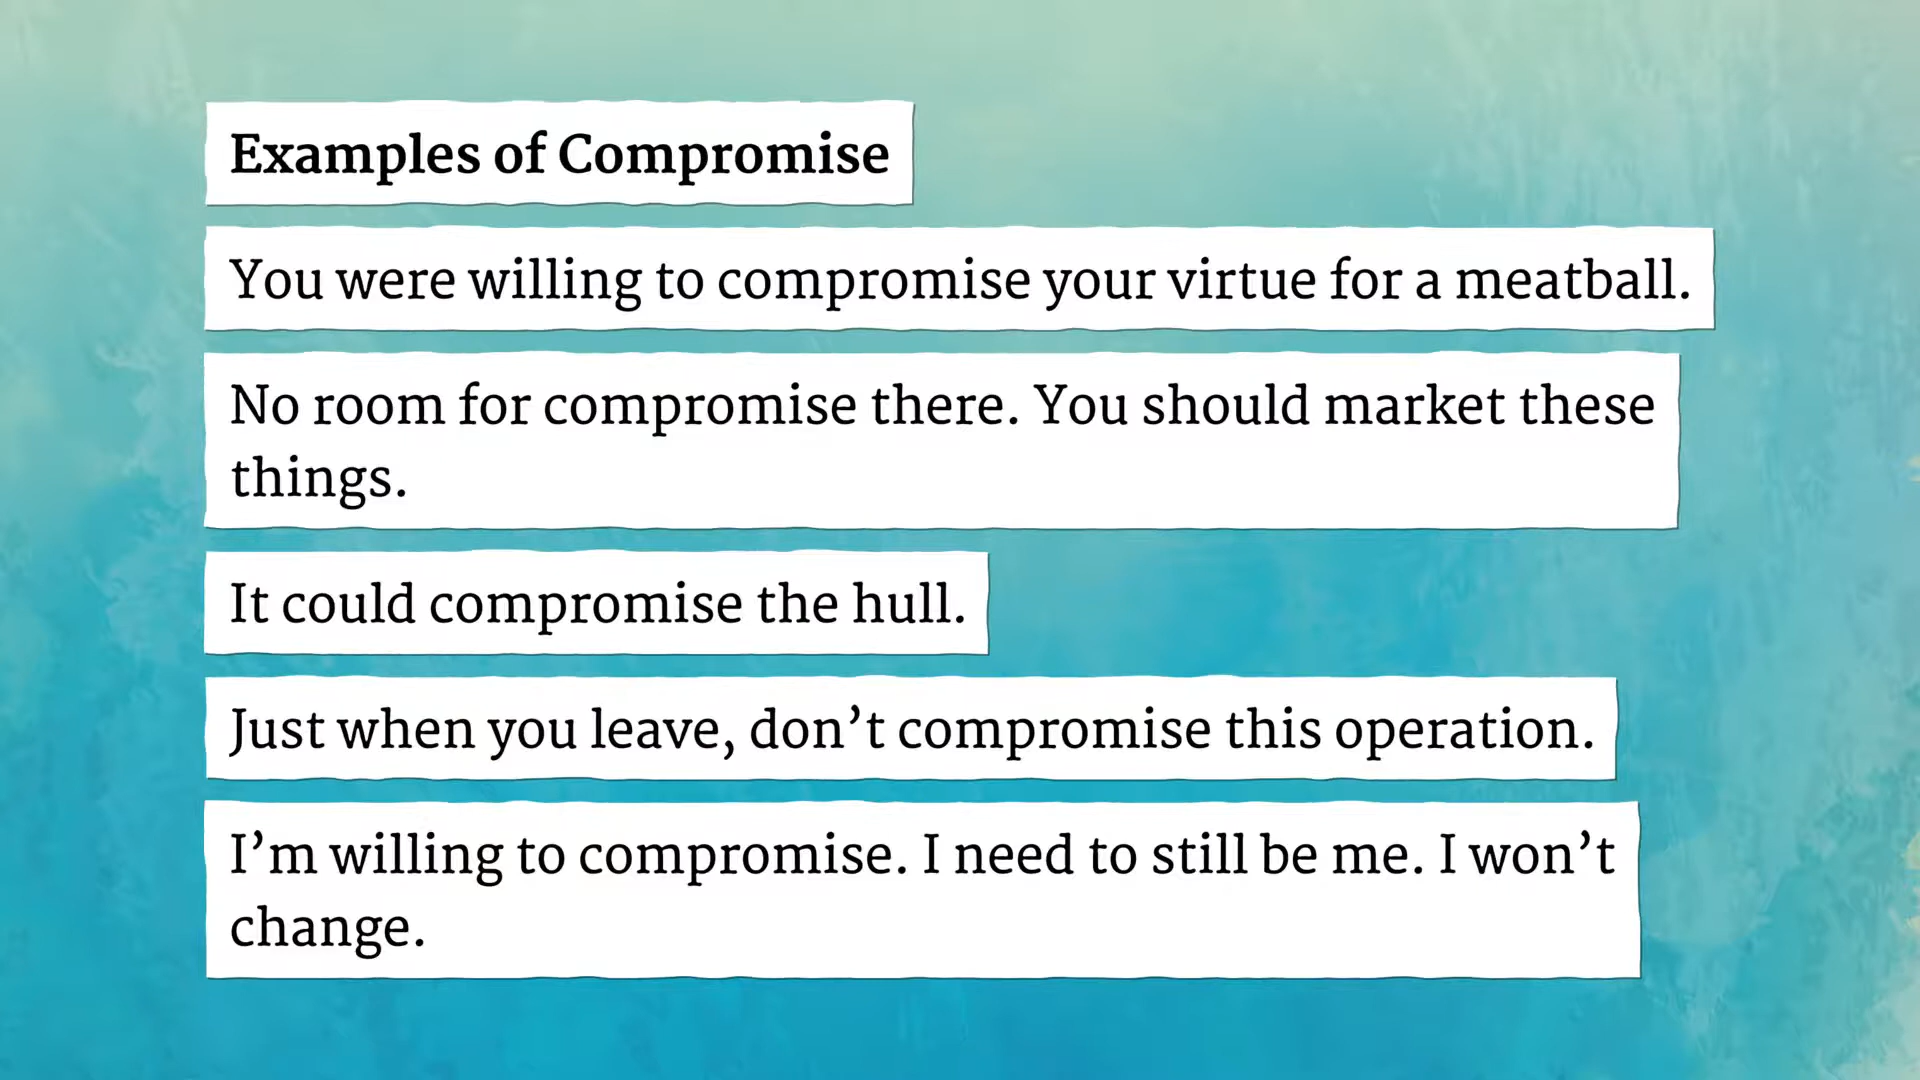 Examples of Compromise
You were willing to compromise your virtue for a meatball.
No room for compromise there. You should market these
things.
It could compromise the hull.
Just when you leave, don’t compromise this operation.
I’m willing to compromise. I need to still be me. I won’t
change.